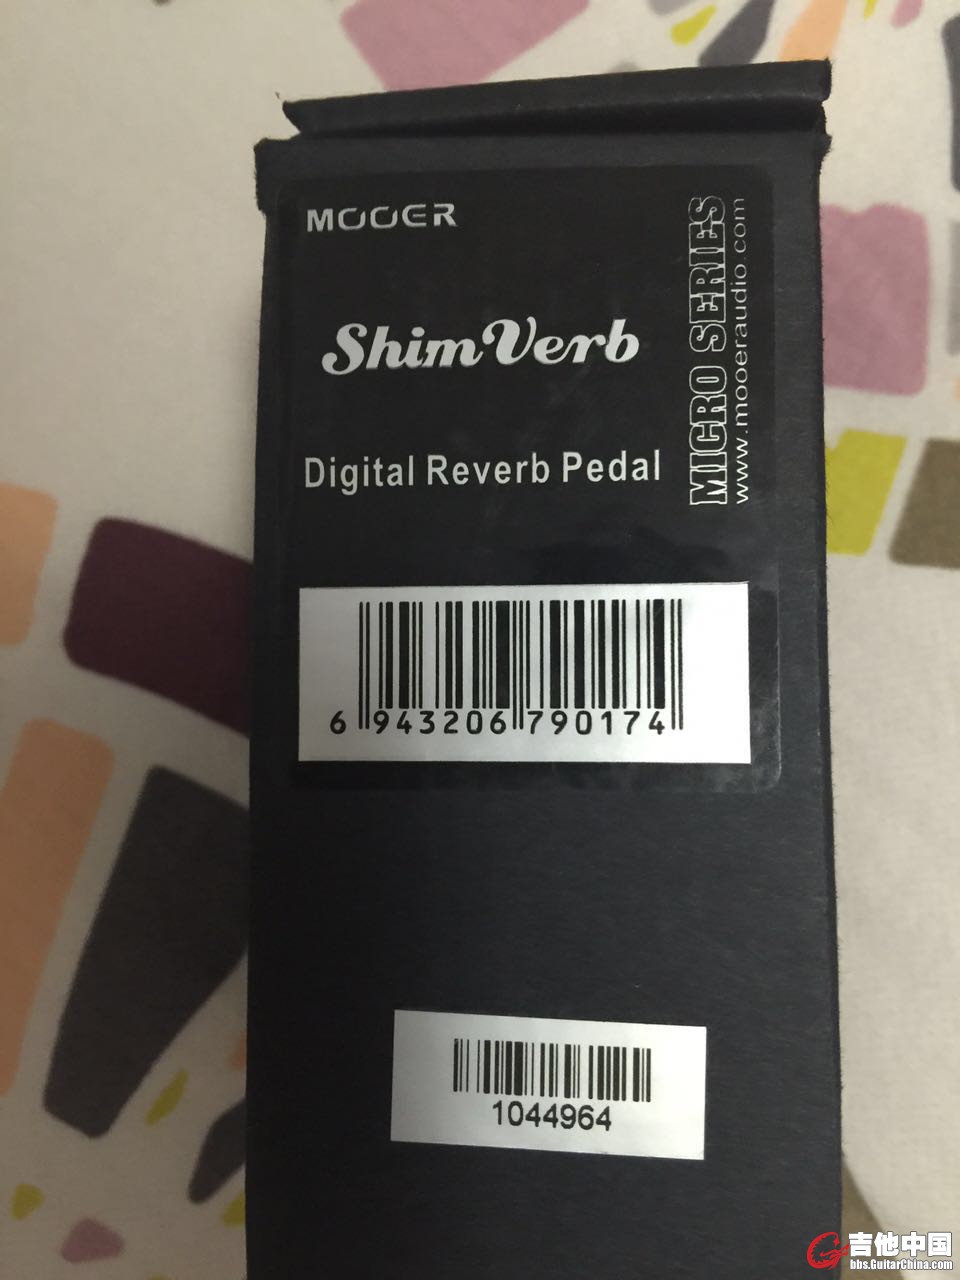 MOOER
ShimVerb
Digital Reverb Pedal
MICRO SERIES
www.mooeraudio.com
6 943206 790174
1044964
吉他中国
bbs.GuitarChina.com